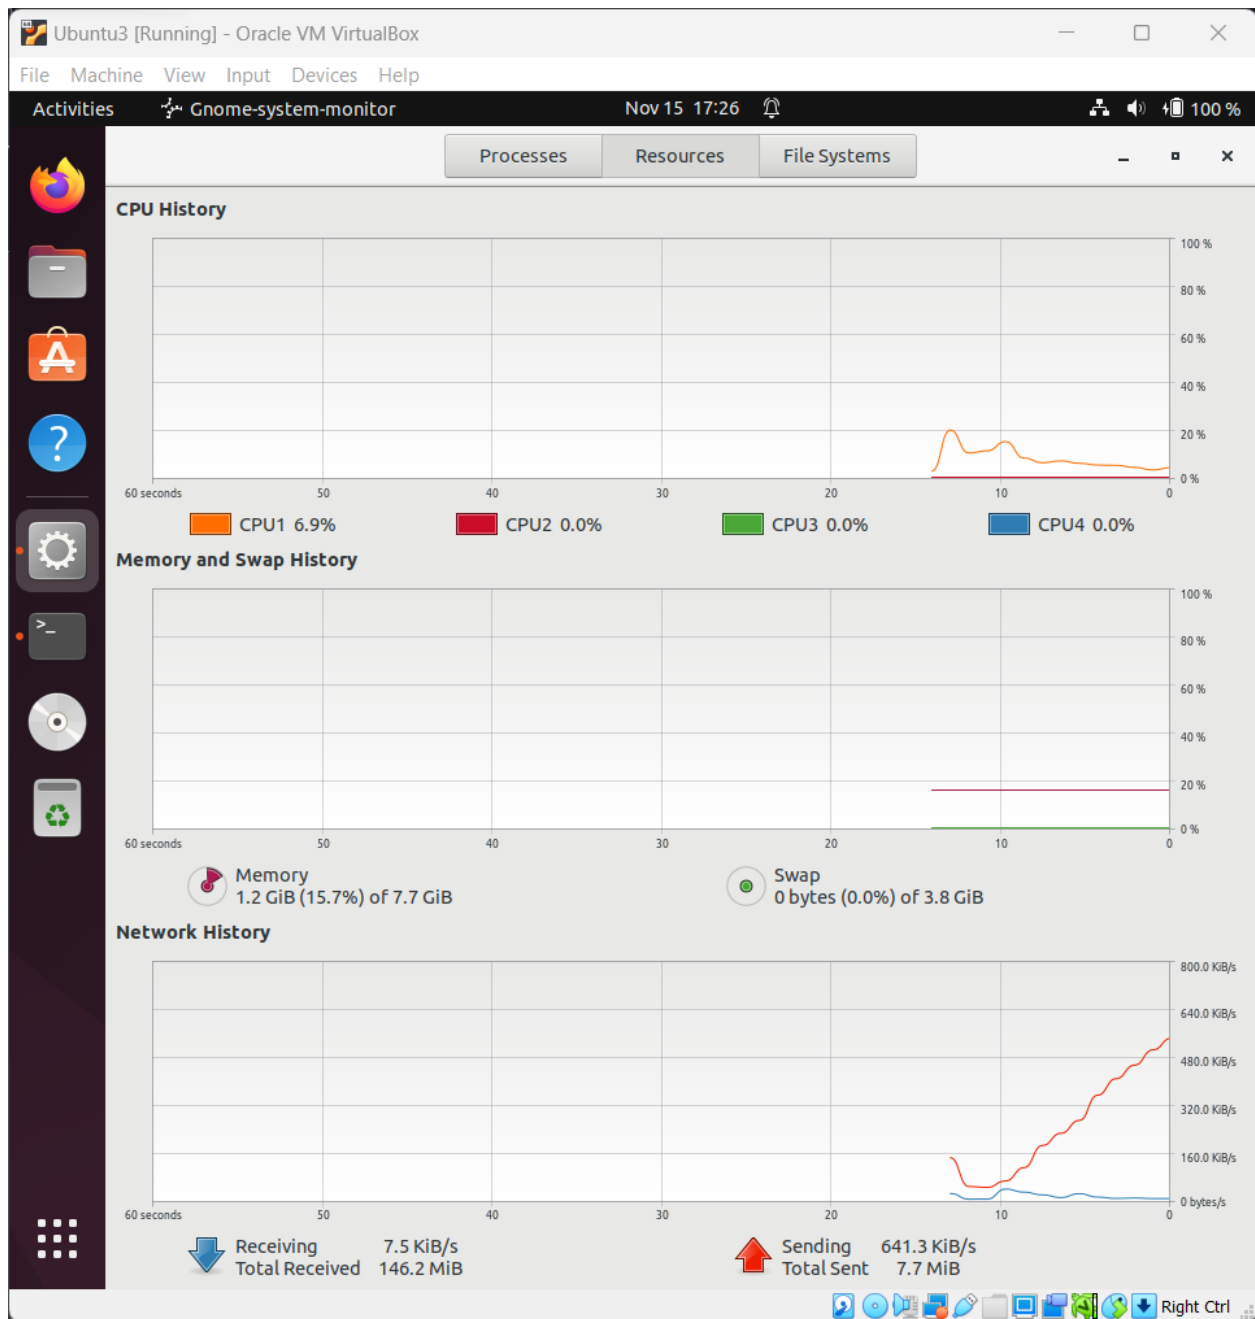 Ubuntu3 [Running] - Oracle VM VirtualBox
File Machine View Input Devices Help
Activities Gnome-system-monitor Nov 15 17:26 100 %
Processes Resources File Systems
CPU History
100 %
80 %
60 %
40 %
20 %
0 %
60 seconds 50 40 30 20 10 0
CPU1 6.9% CPU2 0.0% CPU3 0.0% CPU4 0.0%
Memory and Swap History
100 %
80 %
60 %
40 %
20 %
0 %
60 seconds 50 40 30 20 10 0
Memory Swap
1.2 GiB (15.7%) of 7.7 GiB 0 bytes (0.0%) of 3.8 GiB
Network History
800.0 KiB/s
640.0 KiB/s
480.0 KiB/s
320.0 KiB/s
160.0 KiB/s
0 bytes/s
60 seconds 50 40 30 20 10 0
Receiving 7.5 KiB/s Sending 641.3 KiB/s
Total Received 146.2 MiB Total Sent 7.7 MiB
Right Ctrl